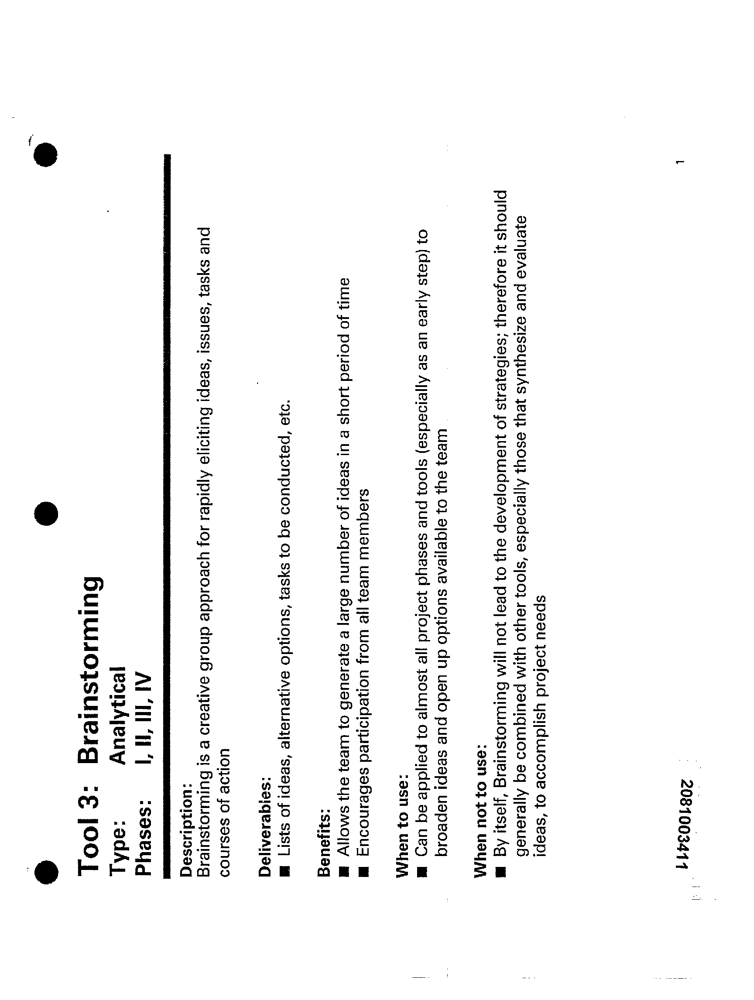 Tool 3: Brainstorming
Type: Analytical
Phases: I, II, III, IV
Description:
Brainstorming is a creative group approach for rapidly eliciting ideas, issues, tasks and
courses of action
Deliverables:
■ Lists of ideas, alternative options, tasks to be conducted, etc.
Benefits:
■ Allows the team to generate a large number of ideas in a short period of time
■ Encourages participation from all team members
When to use:
■ Can be applied to almost all project phases and tools (especially as an early step) to
broaden ideas and open up options available to the team
When not to use:
■ By itself, Brainstorming will not lead to the development of strategies; therefore it should
generally be combined with other tools, especially those that synthesize and evaluate
ideas, to accomplish project needs
1
2081003411